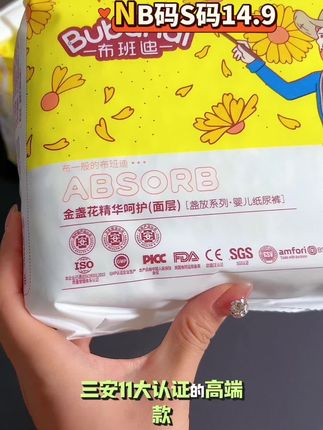 NB码S码14.9
Bubandi
布班迪
布一般的布班迪
ABSORB
金盏花精华呵护(面层)
[盏放系列·婴儿纸尿裤]
ISO
GMP
PICC
FDA
CE
SGS
amfori
三安11大认证的高端
款